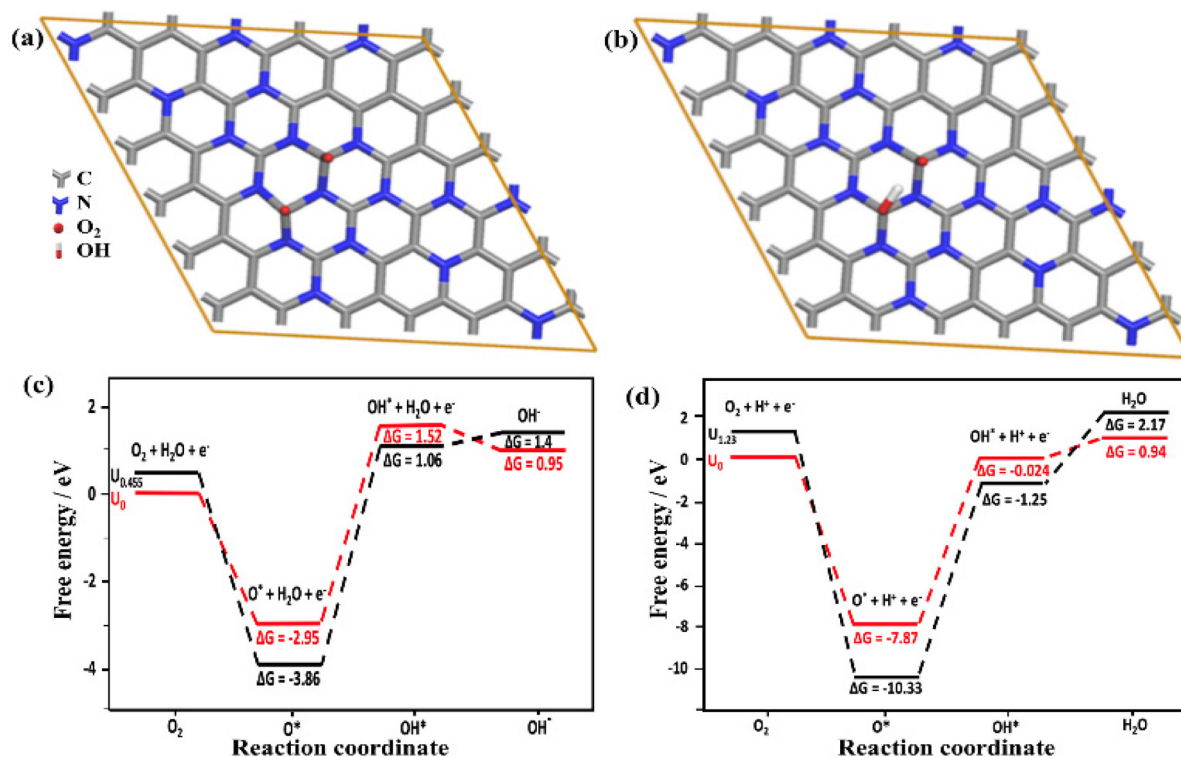 (a)
C
N
O₂
OH
(b)
(c)
Free energy / eV
2
0
-2
-4
O₂ + H₂O + e⁻
U₀.₄₅₅
U₀
O* + H₂O + e⁻
ΔG = -2.95
ΔG = -3.86
OH* + H₂O + e⁻
ΔG = 1.52
ΔG = 1.06
OH⁻
ΔG = 1.4
ΔG = 0.95
O₂
O*
OH*
OH⁻
Reaction coordinate
(d)
Free energy / eV
2
0
-2
-4
-6
-8
-10
O₂ + H⁺ + e⁻
U₁.₂₃
U₀
O* + H⁺ + e⁻
ΔG = -7.87
ΔG = -10.33
OH* + H⁺ + e⁻
ΔG = -0.024
ΔG = -1.25
H₂O
ΔG = 2.17
ΔG = 0.94
O₂
O*
OH*
H₂O
Reaction coordinate